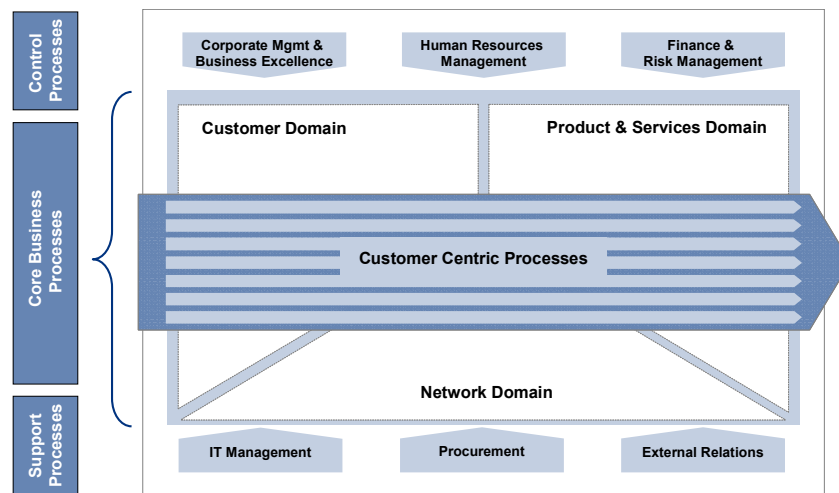 Control
Processes
Corporate Mgmt &
Business Excellence
Human Resources
Management
Finance &
Risk Management
Core Business
Processes
Customer Domain
Product & Services Domain
Customer Centric Processes
Network Domain
Support
Processes
IT Management
Procurement
External Relations